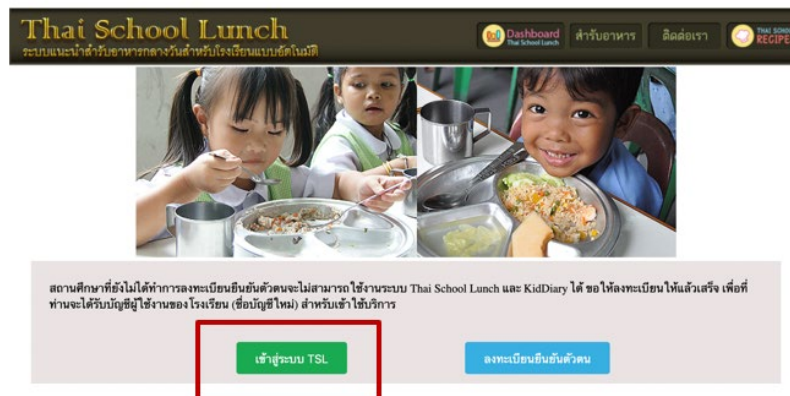 Thai School Lunch
ระบบแนะนำสำรับอาหารกลางวันสำหรับโรงเรียนแบบอัตโนมัติ
Dashboard
Thai School Lunch
สำรับอาหาร
ติดต่อเรา
THAI SCHOOL
RECIPE
สถานศึกษาที่ยังไม่ได้ทำการลงทะเบียนยืนยันตัวตนจะไม่สามารถใช้งานระบบ Thai School Lunch และ KidDiary ได้ ขอให้ลงทะเบียนให้แล้วเสร็จ เพื่อที่
ท่านจะได้รับบัญชีผู้ใช้งานของโรงเรียน (ชื่อบัญชีใหม่) สำหรับเข้าใช้บริการ
เข้าสู่ระบบ TSL
ลงทะเบียนยืนยันตัวตน